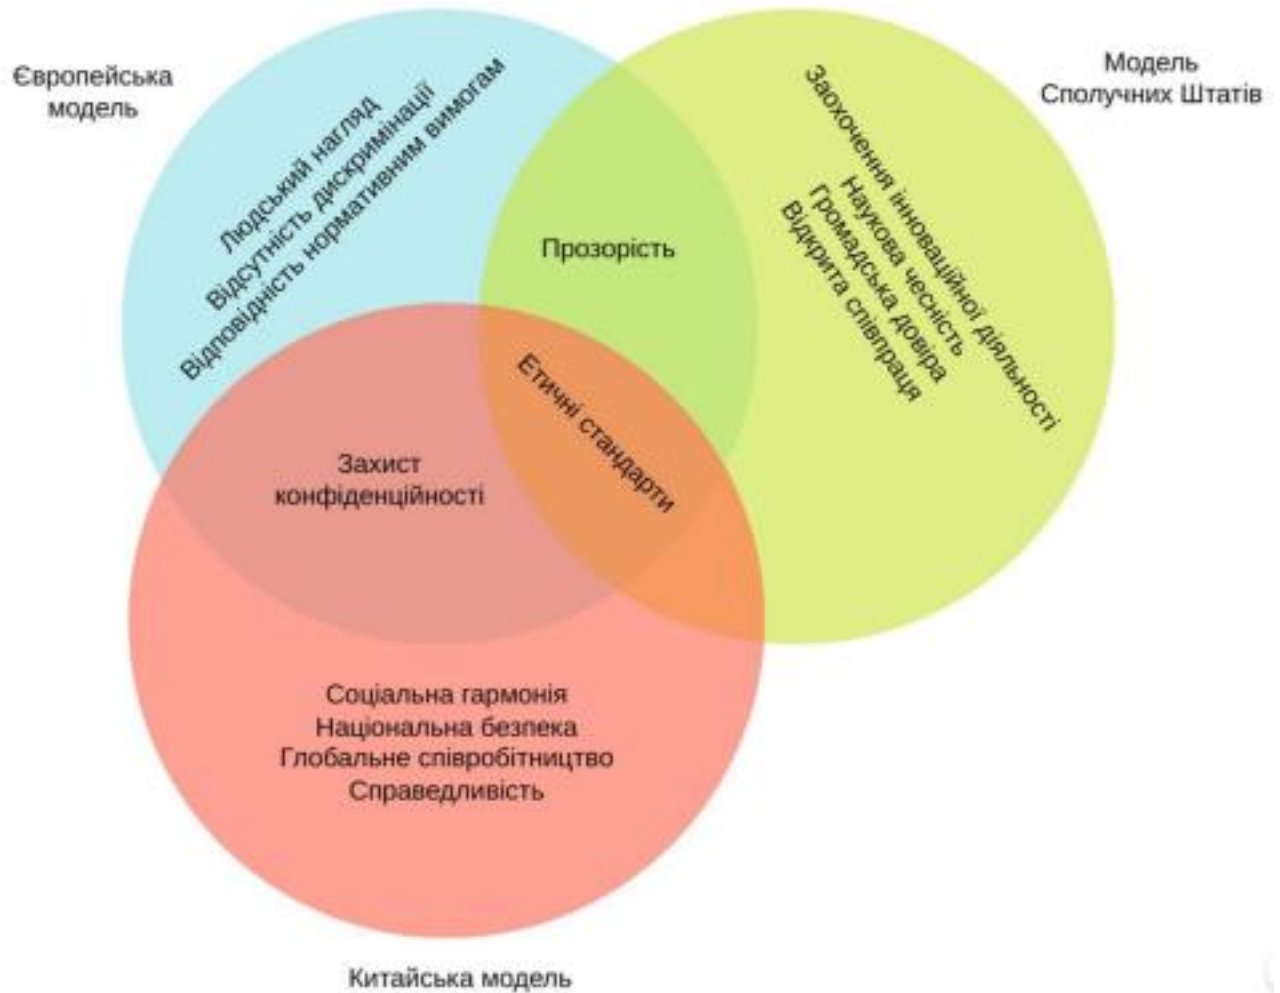 Європейська
модель
Модель
Сполучних Штатів
Людський нагляд
Відсутність дискримінації
Відповідність нормативним вимогам
Прозорість
Заохочення інноваційної діяльності
Наукова чесність
Громадська довіра
Відкрита співпраця
Етичні стандарти
Захист
конфіденційності
Соціальна гармонія
Національна безпека
Глобальне співробітництво
Справедливість
Китайська модель